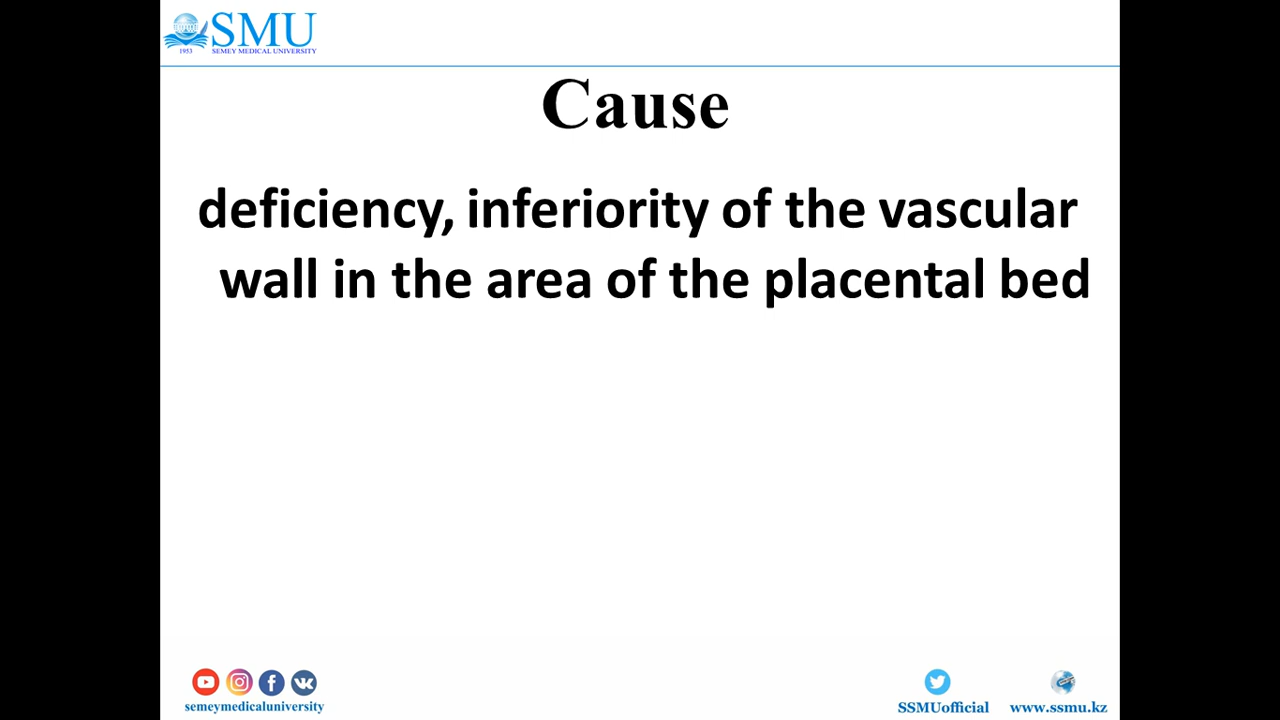 SMU
1953 SEMEY MEDICAL UNIVERSITY
Cause
deficiency, inferiority of the vascular
wall in the area of the placental bed
semeymedicaluniversity
SSMUofficial www.ssmu.kz